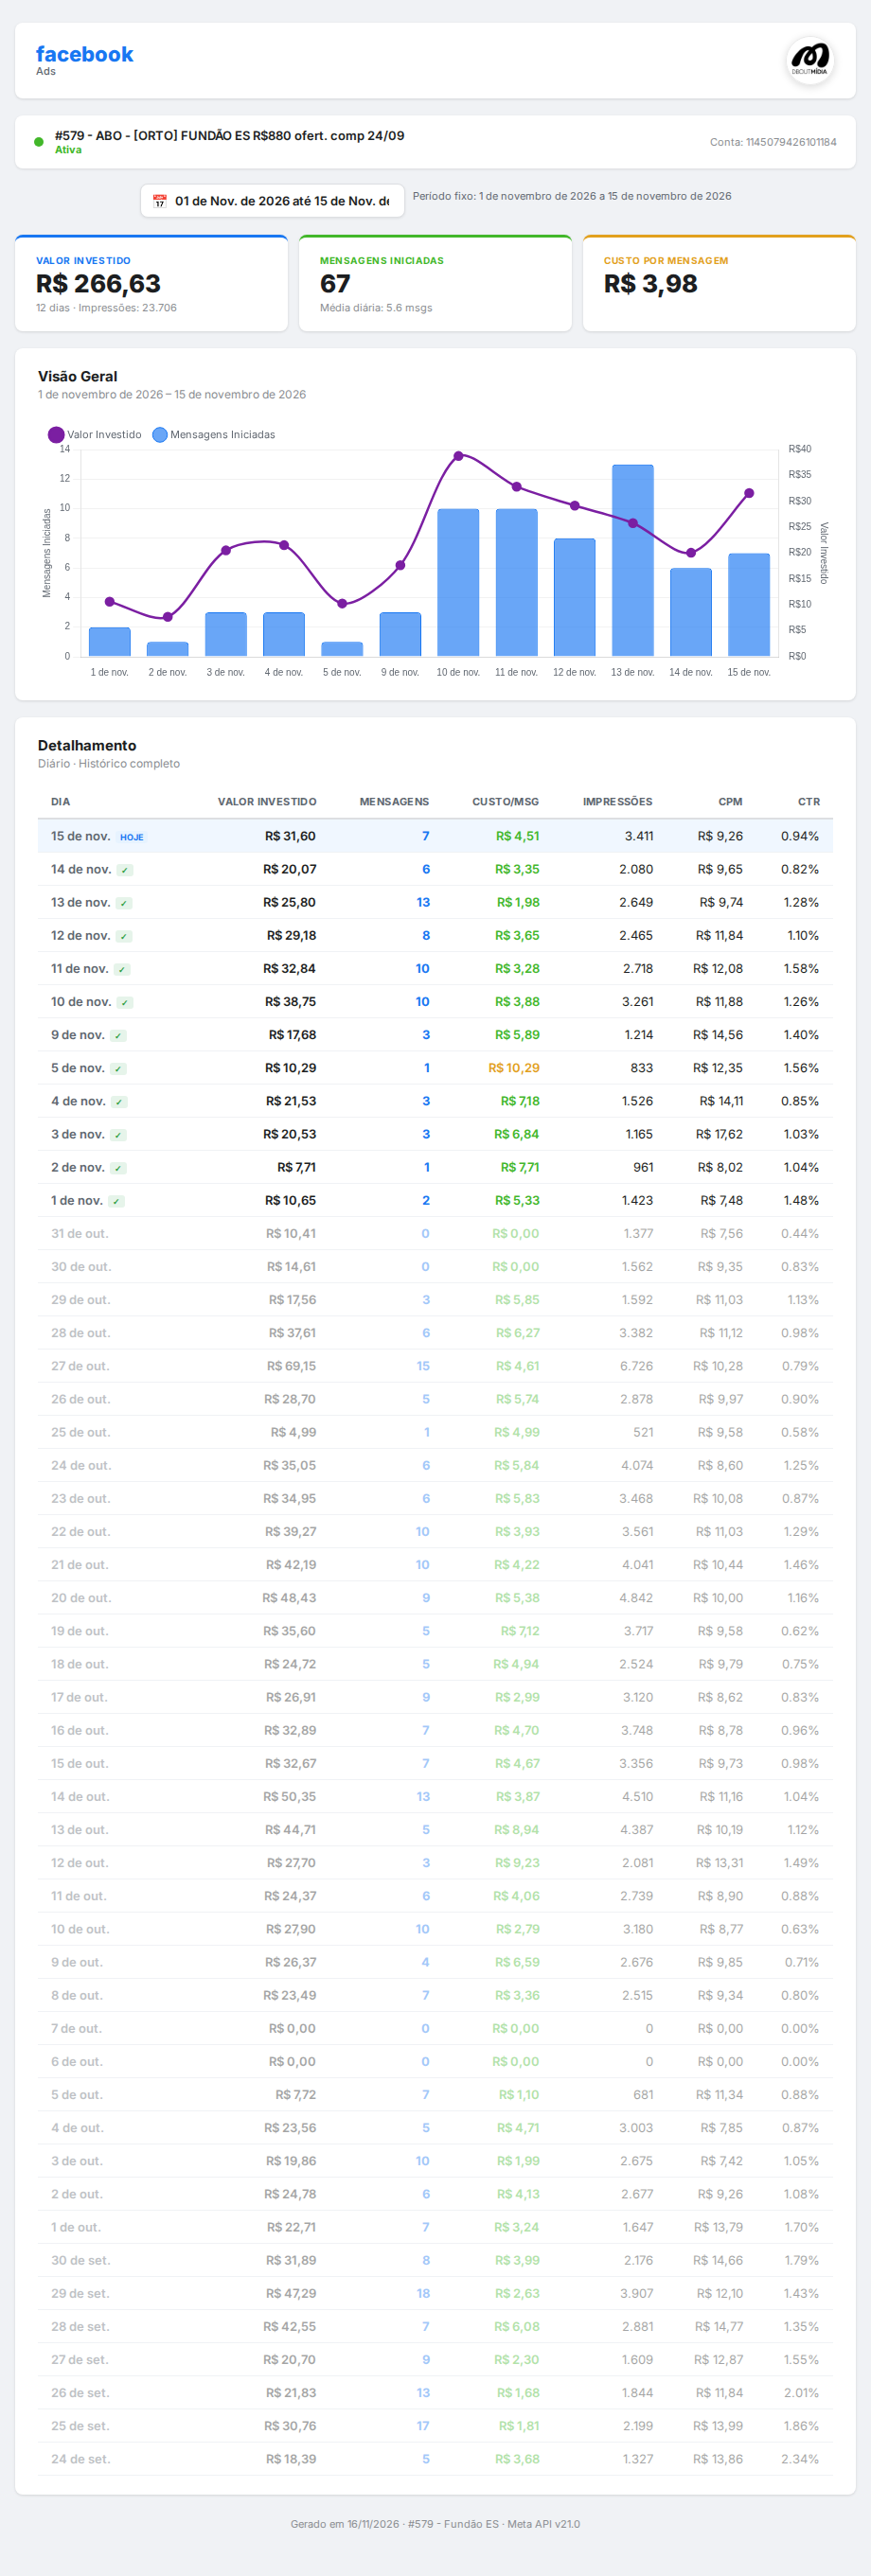 facebook
Ads
DBOUTMÍDIA
#579 - ABO - [ORTO] FUNDÃO ES R$880 ofert. comp 24/09
Ativa
Conta: 1145079426101184
📅 01 de Nov. de 2026 até 15 de Nov. de
Período fixo: 1 de novembro de 2026 a 15 de novembro de 2026
VALOR INVESTIDO
R$ 266,63
12 dias · Impressões: 23.706
MENSAGENS INICIADAS
67
Média diária: 5.6 msgs
CUSTO POR MENSAGEM
R$ 3,98
Visão Geral
1 de novembro de 2026 – 15 de novembro de 2026
Valor Investido Mensagens Iniciadas
Mensagens Iniciadas
14
12
10
8
6
4
2
0
R$40
R$35
R$30
R$25
R$20
R$15
R$10
R$5
R$0
Valor Investido
1 de nov. 2 de nov. 3 de nov. 4 de nov. 5 de nov. 9 de nov. 10 de nov. 11 de nov. 12 de nov. 13 de nov. 14 de nov. 15 de nov.
Detalhamento
Diário · Histórico completo
DIA VALOR INVESTIDO MENSAGENS CUSTO/MSG IMPRESSÕES CPM CTR
15 de nov. HOJE R$ 31,60 7 R$ 4,51 3.411 R$ 9,26 0.94%
14 de nov. ✓ R$ 20,07 6 R$ 3,35 2.080 R$ 9,65 0.82%
13 de nov. ✓ R$ 25,80 13 R$ 1,98 2.649 R$ 9,74 1.28%
12 de nov. ✓ R$ 29,18 8 R$ 3,65 2.465 R$ 11,84 1.10%
11 de nov. ✓ R$ 32,84 10 R$ 3,28 2.718 R$ 12,08 1.58%
10 de nov. ✓ R$ 38,75 10 R$ 3,88 3.261 R$ 11,88 1.26%
9 de nov. ✓ R$ 17,68 3 R$ 5,89 1.214 R$ 14,56 1.40%
5 de nov. ✓ R$ 10,29 1 R$ 10,29 833 R$ 12,35 1.56%
4 de nov. ✓ R$ 21,53 3 R$ 7,18 1.526 R$ 14,11 0.85%
3 de nov. ✓ R$ 20,53 3 R$ 6,84 1.165 R$ 17,62 1.03%
2 de nov. ✓ R$ 7,71 1 R$ 7,71 961 R$ 8,02 1.04%
1 de nov. ✓ R$ 10,65 2 R$ 5,33 1.423 R$ 7,48 1.48%
31 de out. R$ 10,41 0 R$ 0,00 1.377 R$ 7,56 0.44%
30 de out. R$ 14,61 0 R$ 0,00 1.562 R$ 9,35 0.83%
29 de out. R$ 17,56 3 R$ 5,85 1.592 R$ 11,03 1.13%
28 de out. R$ 37,61 6 R$ 6,27 3.382 R$ 11,12 0.98%
27 de out. R$ 69,15 15 R$ 4,61 6.726 R$ 10,28 0.79%
26 de out. R$ 28,70 5 R$ 5,74 2.878 R$ 9,97 0.90%
25 de out. R$ 4,99 1 R$ 4,99 521 R$ 9,58 0.58%
24 de out. R$ 35,05 6 R$ 5,84 4.074 R$ 8,60 1.25%
23 de out. R$ 34,95 6 R$ 5,83 3.468 R$ 10,08 0.87%
22 de out. R$ 39,27 10 R$ 3,93 3.561 R$ 11,03 1.29%
21 de out. R$ 42,19 10 R$ 4,22 4.041 R$ 10,44 1.46%
20 de out. R$ 48,43 9 R$ 5,38 4.842 R$ 10,00 1.16%
19 de out. R$ 35,60 5 R$ 7,12 3.717 R$ 9,58 0.62%
18 de out. R$ 24,72 5 R$ 4,94 2.524 R$ 9,79 0.75%
17 de out. R$ 26,91 9 R$ 2,99 3.120 R$ 8,62 0.83%
16 de out. R$ 32,89 7 R$ 4,70 3.748 R$ 8,78 0.96%
15 de out. R$ 32,67 7 R$ 4,67 3.356 R$ 9,73 0.98%
14 de out. R$ 50,35 13 R$ 3,87 4.510 R$ 11,16 1.04%
13 de out. R$ 44,71 5 R$ 8,94 4.387 R$ 10,19 1.12%
12 de out. R$ 27,70 3 R$ 9,23 2.081 R$ 13,31 1.49%
11 de out. R$ 24,37 6 R$ 4,06 2.739 R$ 8,90 0.88%
10 de out. R$ 27,90 10 R$ 2,79 3.180 R$ 8,77 0.63%
9 de out. R$ 26,37 4 R$ 6,59 2.676 R$ 9,85 0.71%
8 de out. R$ 23,49 7 R$ 3,36 2.515 R$ 9,34 0.80%
7 de out. R$ 0,00 0 R$ 0,00 0 R$ 0,00 0.00%
6 de out. R$ 0,00 0 R$ 0,00 0 R$ 0,00 0.00%
5 de out. R$ 7,72 7 R$ 1,10 681 R$ 11,34 0.88%
4 de out. R$ 23,56 5 R$ 4,71 3.003 R$ 7,85 0.87%
3 de out. R$ 19,86 10 R$ 1,99 2.675 R$ 7,42 1.05%
2 de out. R$ 24,78 6 R$ 4,13 2.677 R$ 9,26 1.08%
1 de out. R$ 22,71 7 R$ 3,24 1.647 R$ 13,79 1.70%
30 de set. R$ 31,89 8 R$ 3,99 2.176 R$ 14,66 1.79%
29 de set. R$ 47,29 18 R$ 2,63 3.907 R$ 12,10 1.43%
28 de set. R$ 42,55 7 R$ 6,08 2.881 R$ 14,77 1.35%
27 de set. R$ 20,70 9 R$ 2,30 1.609 R$ 12,87 1.55%
26 de set. R$ 21,83 13 R$ 1,68 1.844 R$ 11,84 2.01%
25 de set. R$ 30,76 17 R$ 1,81 2.199 R$ 13,99 1.86%
24 de set. R$ 18,39 5 R$ 3,68 1.327 R$ 13,86 2.34%
Gerado em 16/11/2026 · #579 - Fundão ES · Meta API v21.0